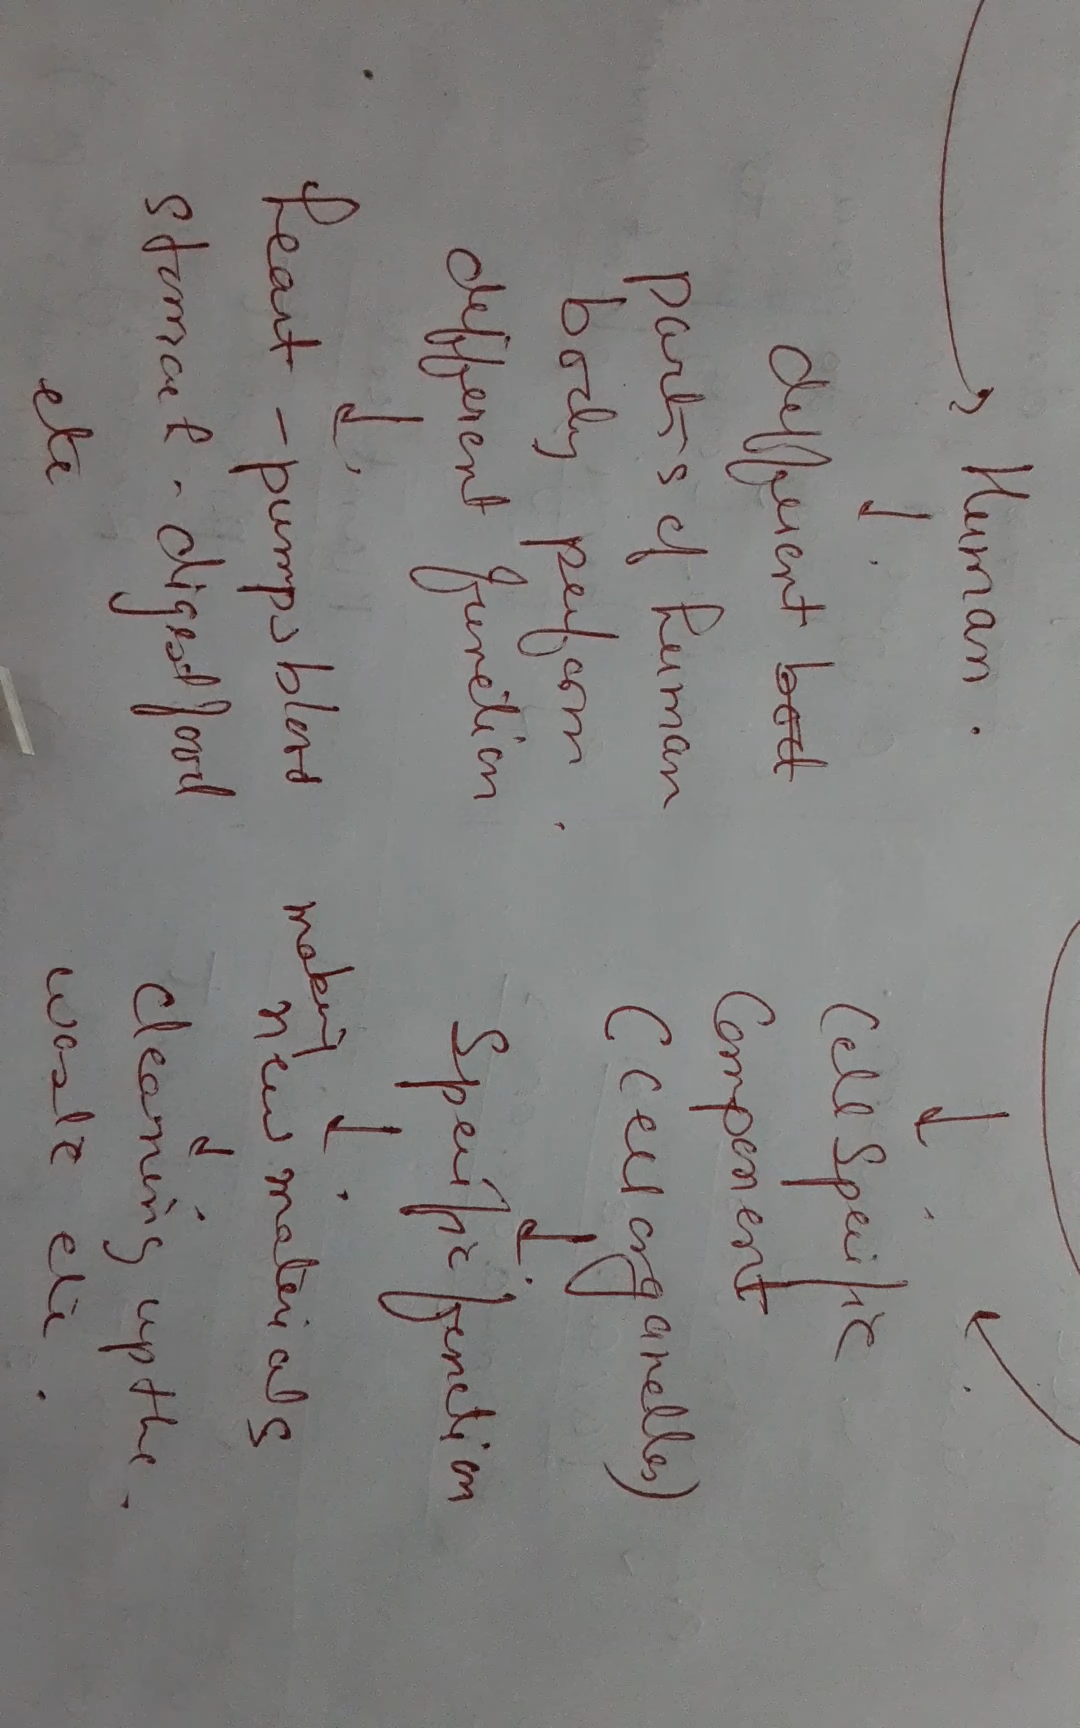 Human.
different bod
parts of human
body perform
different function.
heart - pumps blood
stomach - digest food
etc
Cell Specific
Component
(Cell organelles)
Specific function
making
new materials
cleaning up the
waste etc.